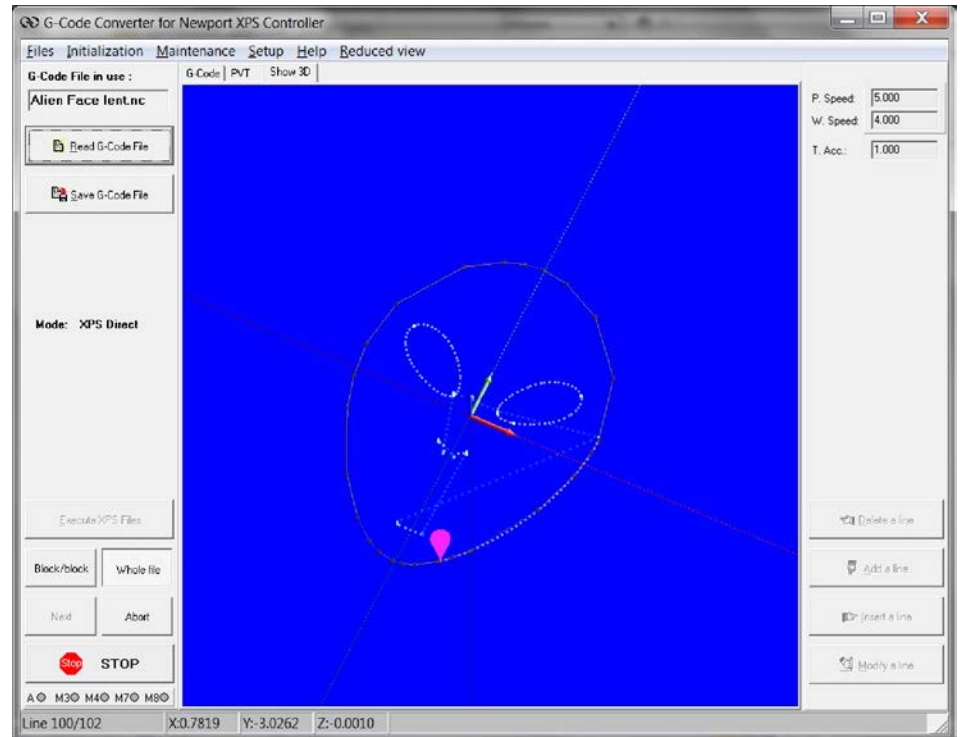 G-Code Converter for Newport XPS Controller
Files Initialization Maintenance Setup Help Reduced view
G-Code File in use :
G-Code PVT Show 3D
Alien Face lent.nc
P. Speed: 5.000
W. Speed: 4.000
T. Acc.: 1.000
Read G-Code File
Save G-Code File
Mode: XPS Direct
Execute XPS Files
Delete a line
Block/block Whole file
Add a line
Next Abort
Insert a line
Stop STOP
Modify a line
A M3 M4 M7 M8
Line 100/102 X:0.7819 Y:-3.0262 Z:-0.0010